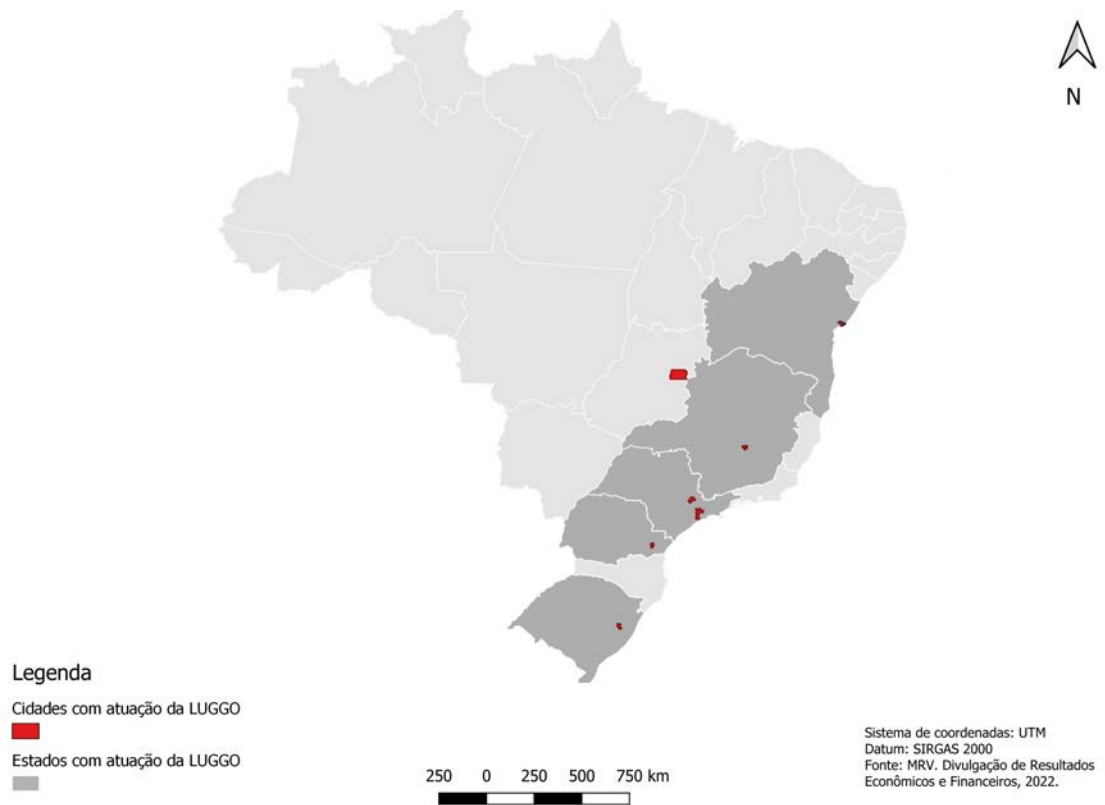 N
Legenda
Cidades com atuação da LUGGO
Estados com atuação da LUGGO
250 0 250 500 750 km
Sistema de coordenadas: UTM
Datum: SIRGAS 2000
Fonte: MRV. Divulgação de Resultados
Econômicos e Financeiros, 2022.